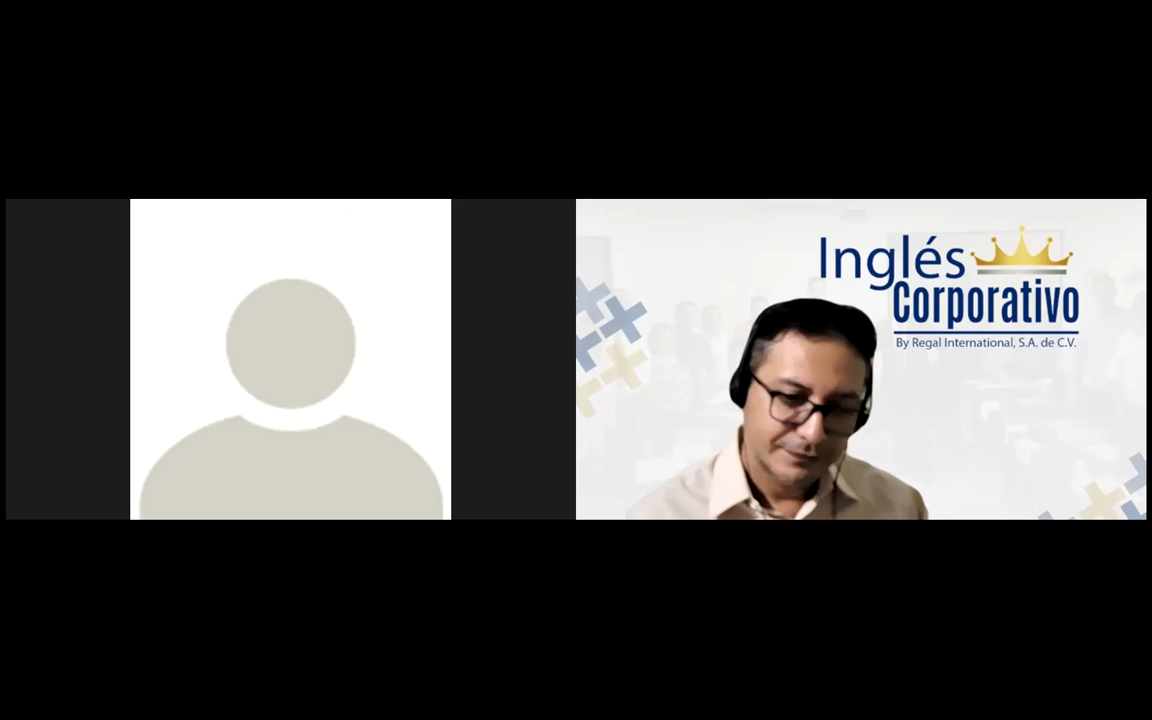 Inglés
Corporativo
By Regal International, S.A. de C.V.